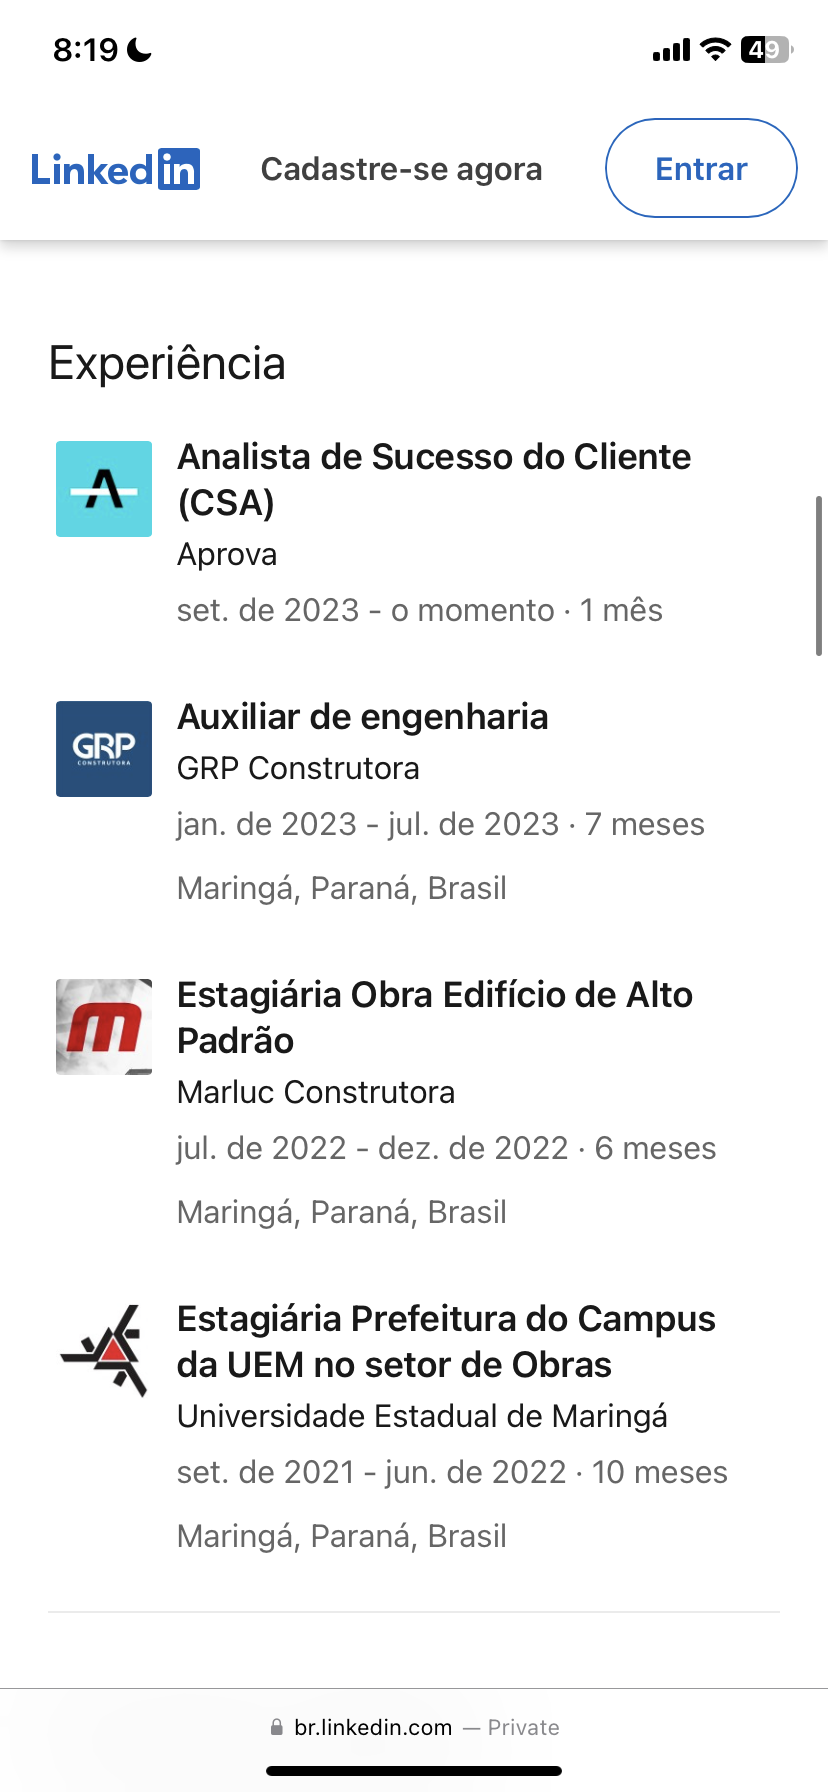 8:19
49
Linkedin
Cadastre-se agora
Entrar
Experiência
Analista de Sucesso do Cliente
(CSA)
Aprova
set. de 2023 - o momento · 1 mês
GRP
CONSTRUTORA
Auxiliar de engenharia
GRP Construtora
jan. de 2023 - jul. de 2023 · 7 meses
Maringá, Paraná, Brasil
m
Estagiária Obra Edifício de Alto
Padrão
Marluc Construtora
jul. de 2022 - dez. de 2022 · 6 meses
Maringá, Paraná, Brasil
Estagiária Prefeitura do Campus
da UEM no setor de Obras
Universidade Estadual de Maringá
set. de 2021 - jun. de 2022 · 10 meses
Maringá, Paraná, Brasil
br.linkedin.com — Private